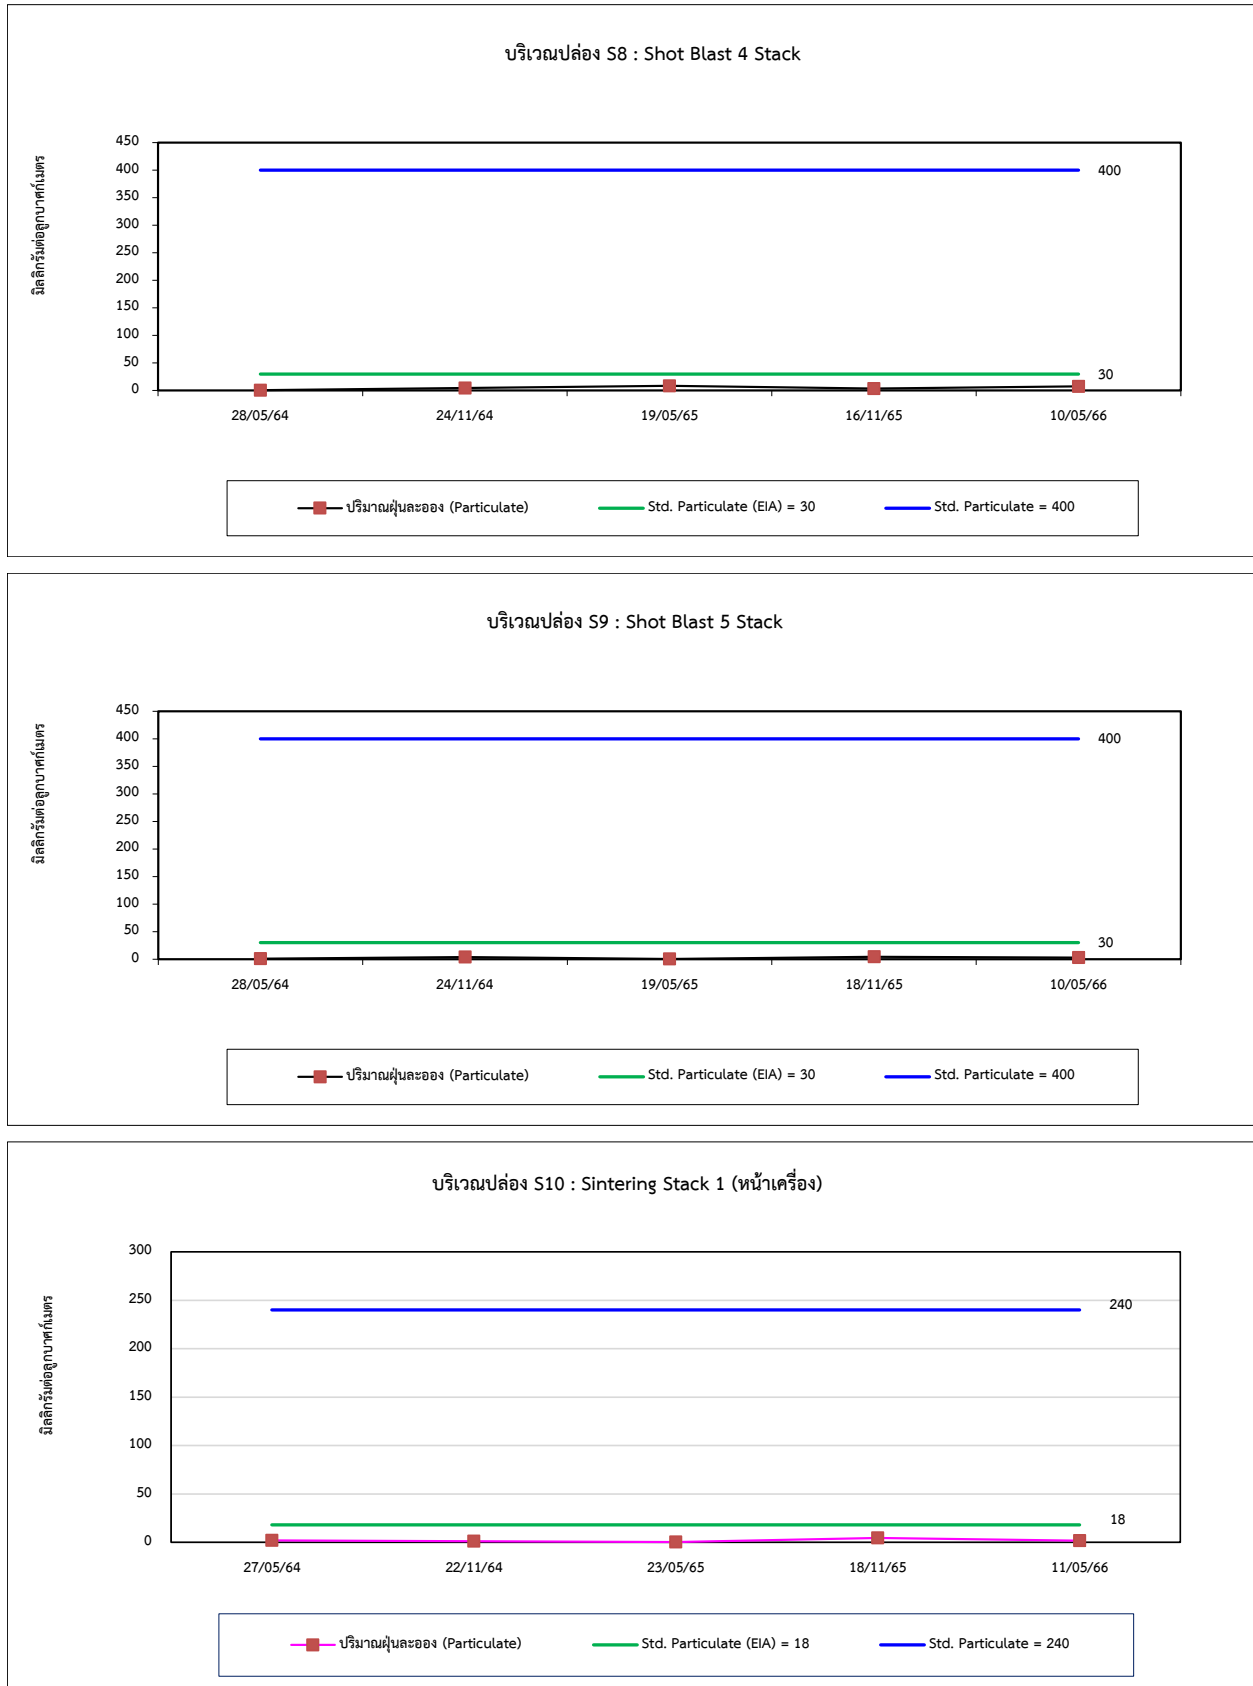 บริเวณปล่อง S8 : Shot Blast 4 Stack
มิลลิกรัมต่อลูกบาศก์เมตร
450
400
350
300
250
200
150
100
50
0
400
30
28/05/64 24/11/64 19/05/65 16/11/65 10/05/66
ปริมาณฝุ่นละออง (Particulate) Std. Particulate (EIA) = 30 Std. Particulate = 400
บริเวณปล่อง S9 : Shot Blast 5 Stack
มิลลิกรัมต่อลูกบาศก์เมตร
450
400
350
300
250
200
150
100
50
0
400
30
28/05/64 24/11/64 19/05/65 18/11/65 10/05/66
ปริมาณฝุ่นละออง (Particulate) Std. Particulate (EIA) = 30 Std. Particulate = 400
บริเวณปล่อง S10 : Sintering Stack 1 (หน้าเครื่อง)
มิลลิกรัมต่อลูกบาศก์เมตร
300
250
200
150
100
50
0
240
18
27/05/64 22/11/64 23/05/65 18/11/65 11/05/66
ปริมาณฝุ่นละออง (Particulate) Std. Particulate (EIA) = 18 Std. Particulate = 240